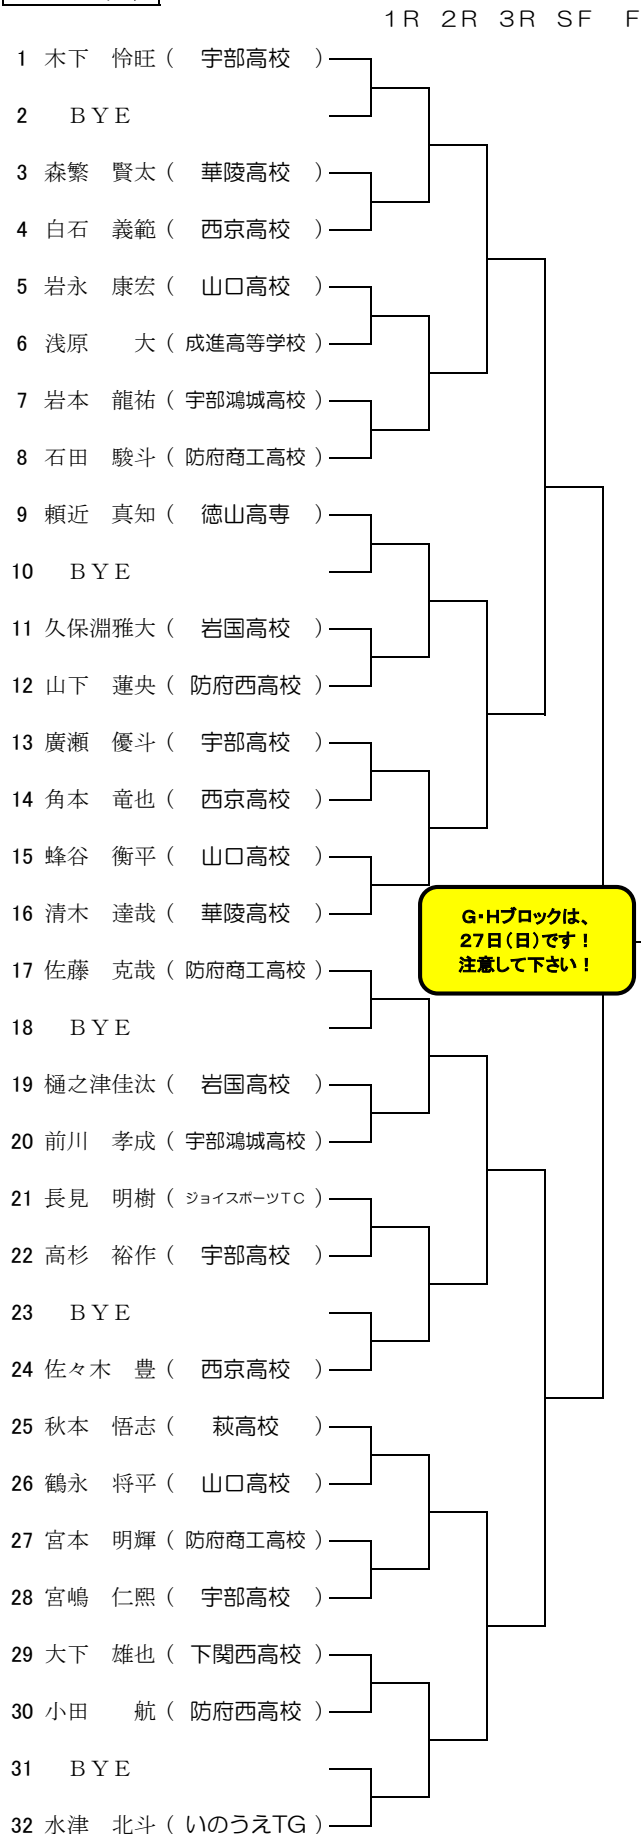 1R 2R 3R SF F
1 木下　怜旺（　宇部高校　）
2 BYE
3 森繁　賢太（　華陵高校　）
4 白石　義範（　西京高校　）
5 岩永　康宏（　山口高校　）
6 浅原　　大（ 成進高等学校 ）
7 岩本　龍祐（ 宇部鴻城高校 ）
8 石田　駿斗（ 防府商工高校 ）
9 頼近　真知（　徳山高専　）
10 BYE
11 久保淵雅大（　岩国高校　）
12 山下　蓮央（ 防府西高校 ）
13 廣瀬　優斗（　宇部高校　）
14 角本　竜也（　西京高校　）
15 蜂谷　衡平（　山口高校　）
16 清木　達哉（　華陵高校　）
G・Hブロックは、
27日（日）です！
注意して下さい！
17 佐藤　克哉（ 防府商工高校 ）
18 BYE
19 樋之津佳汰（　岩国高校　）
20 前川　孝成（ 宇部鴻城高校 ）
21 長見　明樹（ ジョイスポーツTC ）
22 高杉　裕作（　宇部高校　）
23 BYE
24 佐々木　豊（　西京高校　）
25 秋本　悟志（　萩高校　）
26 鶴永　将平（　山口高校　）
27 宮本　明輝（ 防府商工高校 ）
28 宮嶋　仁熙（　宇部高校　）
29 大下　雄也（ 下関西高校 ）
30 小田　　航（ 防府西高校 ）
31 BYE
32 水津　北斗（ いのうえTG ）